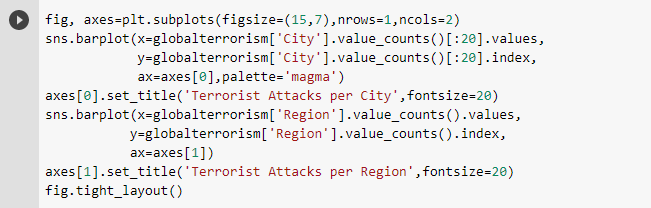 fig, axes=plt.subplots(figsize=(15,7),nrows=1,ncols=2)
sns.barplot(x=globalterrorism['City'].value_counts()[:20].values,
            y=globalterrorism['City'].value_counts()[:20].index,
            ax=axes[0],palette='magma')
axes[0].set_title('Terrorist Attacks per City',fontsize=20)
sns.barplot(x=globalterrorism['Region'].value_counts().values,
           y=globalterrorism['Region'].value_counts().index,
           ax=axes[1])
axes[1].set_title('Terrorist Attacks per Region',fontsize=20)
fig.tight_layout()